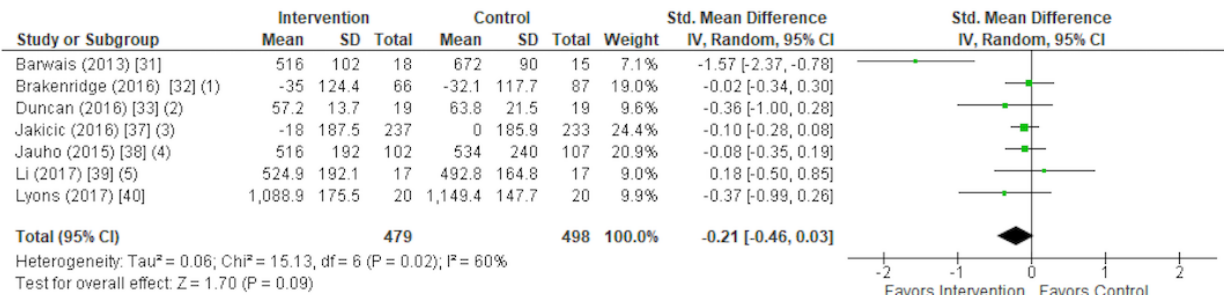 Intervention Control Std. Mean Difference Std. Mean Difference
Study or Subgroup Mean SD Total Mean SD Total Weight IV, Random, 95% CI IV, Random, 95% CI
Barwais (2013) [31] 516 102 18 672 90 15 7.1% -1.57 [-2.37, -0.78]
Brakenridge (2016) [32] (1) -35 124.4 66 -32.1 117.7 87 19.0% -0.02 [-0.34, 0.30]
Duncan (2016) [33] (2) 57.2 13.7 19 63.8 21.5 19 9.6% -0.36 [-1.00, 0.28]
Jakicic (2016) [37] (3) -18 187.5 237 0 185.9 233 24.4% -0.10 [-0.28, 0.08]
Jauho (2015) [38] (4) 516 192 102 534 240 107 20.9% -0.08 [-0.35, 0.19]
Li (2017) [39] (5) 524.9 192.1 17 492.8 164.8 17 9.0% 0.18 [-0.50, 0.85]
Lyons (2017) [40] 1,088.9 175.5 20 1,149.4 147.7 20 9.9% -0.37 [-0.99, 0.26]
Total (95% CI) 479 498 100.0% -0.21 [-0.46, 0.03]
Heterogeneity: Tau² = 0.06; Chi² = 15.13, df = 6 (P = 0.02); I² = 60%
Test for overall effect: Z = 1.70 (P = 0.09)
-2 -1 0 1 2
Favors Intervention Favors Control